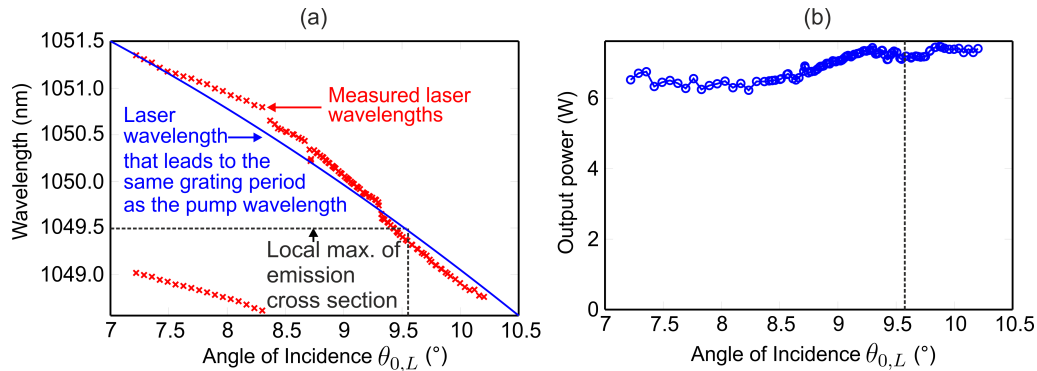 (a)
1051.5
1051.0
1050.5
1050.0
1049.5
1049.0
Wavelength (nm)
Measured laser
wavelengths
Laser
wavelength
that leads to the
same grating period
as the pump wavelength
Local max. of
emission
cross section
7 7.5 8 8.5 9 9.5 10 10.5
Angle of Incidence θ0,L (°)
(b)
6
4
2
0
Output power (W)
7 7.5 8 8.5 9 9.5 10 10.5
Angle of Incidence θ0,L (°)